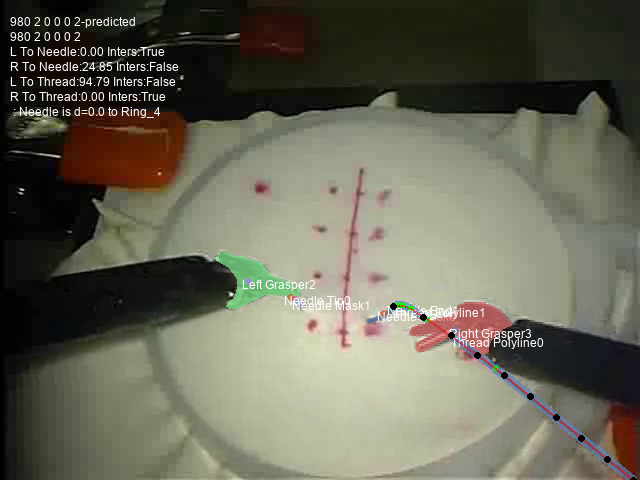 980 2 0 0 0 2-predicted
980 2 0 0 0 2
L To Needle:0.00 Inters:True
R To Needle:24.85 Inters:False
L To Thread:94.79 Inters:False
R To Thread:0.00 Inters:True
: Needle is d=0.0 to Ring_4
Left Grasper2
Needle Tip0
Needle Mask1
Right Grasper3
Thread Polyline0